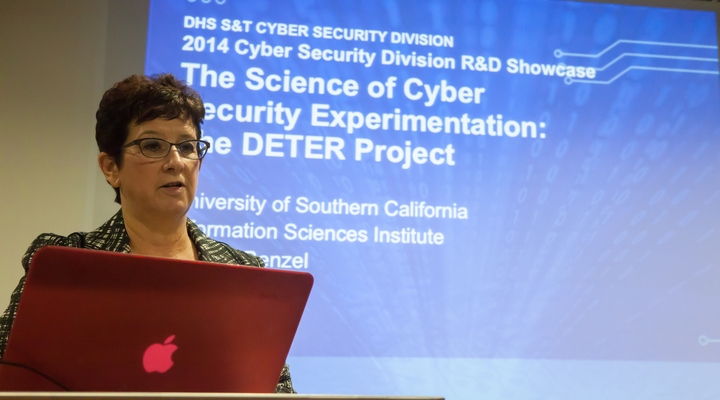 DHS S&T CYBER SECURITY DIVISION
2014 Cyber Security Division R&D Showcase
The Science of Cyber
ecurity Experimentation:
he DETER Project
niversity of Southern California
formation Sciences Institute
enzel